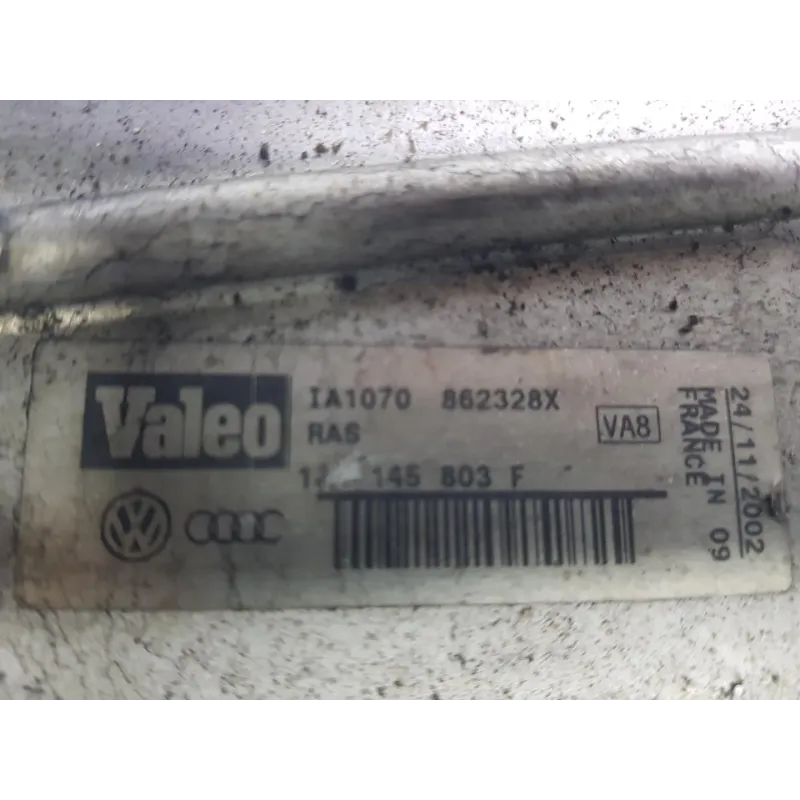 Valeo
IA1070 862328X
RAS
VA8
145 803 F
24/11/2002
MADE IN 09
FRANCE